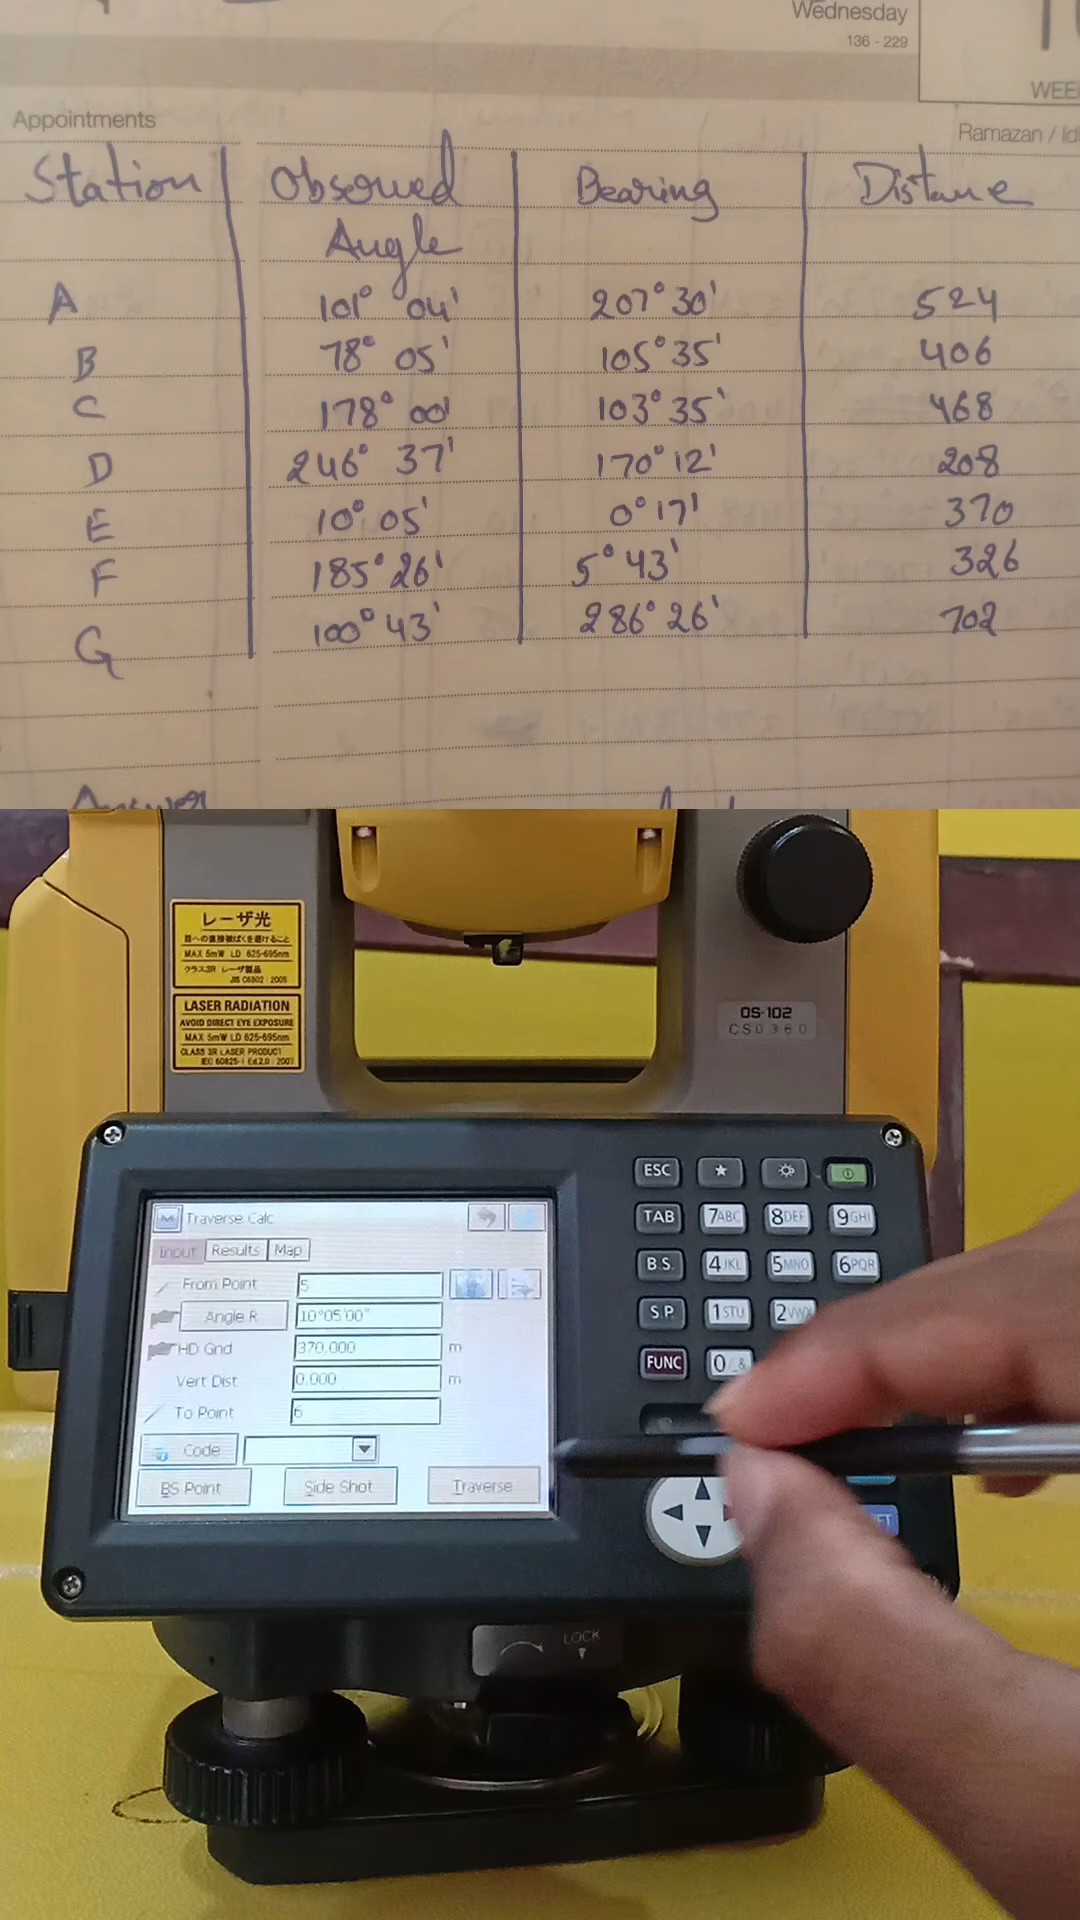 Wednesday
136 - 229
WEE
Appointments
Ramazan / Id
Station Observed Bearing Distane
Angle
A 101° 04' 207° 30' 524
B 78° 05' 105° 35' 406
C 178° 00' 103° 35' 468
D 246° 37' 170° 12' 208
E 10° 05' 0° 17' 370
F 185° 26' 5° 43' 326
G 100° 43' 286° 26' 702
Answer
レーザ光
目への直接被ばくを避けること
MAX 5mW LD 625-695nm
クラス3R レーザ製品
JIS C6802 : 2005
LASER RADIATION
AVOID DIRECT EYE EXPOSURE
MAX 5mW LD 625-695nm
CLASS 3R LASER PRODUCT
IEC 60825-1 Ed.2.0 : 2007
OS-102
CS0360
Traverse Calc
Input Results Map
From Point 5
Angle R 10°05'00"
HD Gnd 370.000 m
Vert Dist 0.000 m
To Point 6
Code
BS Point Side Shot Traverse
ESC ★
TAB 7ABC 8DEF 9GHI
B.S. 4JKL 5MNO 6PQR
S.P. 1STU 2VWX
FUNC 0_&
LOCK